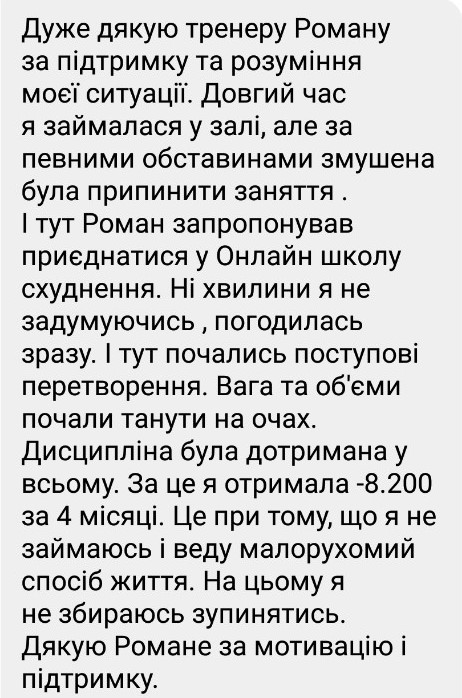 Дуже дякую тренеру Роману
за підтримку та розуміння
моєї ситуації. Довгий час
я займалася у залі, але за
певними обставинами змушена
була припинити заняття .
І тут Роман запропонував
приєднатися у Онлайн школу
схуднення. Ні хвилини я не
задумуючись , погодилась
зразу. І тут почались поступові
перетворення. Вага та об'єми
почали танути на очах.
Дисципліна була дотримана у
всьому. За це я отримала -8.200
за 4 місяці. Це при тому, що я не
займаюсь і веду малорухомий
спосіб життя. На цьому я
не збираюсь зупинятись.
Дякую Романе за мотивацію і
підтримку.